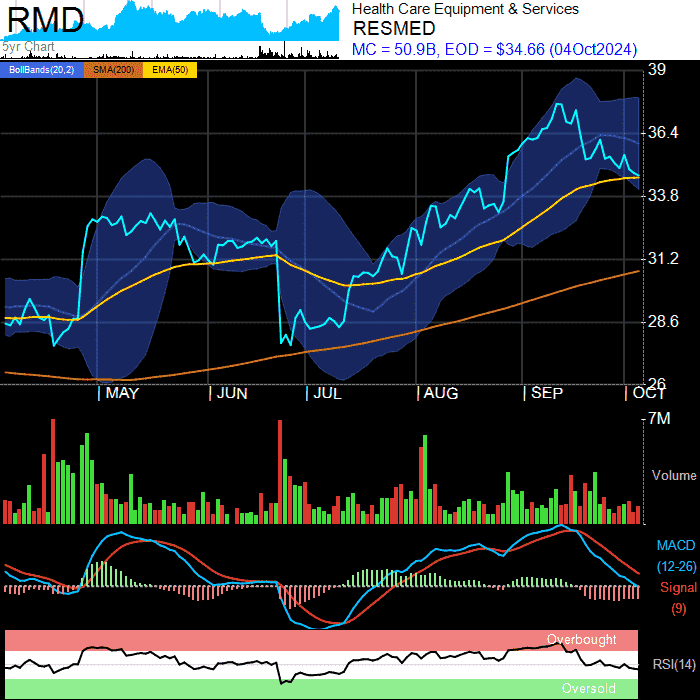 RMD
5yr Chart
Health Care Equipment & Services
RESMED
MC = 50.9B, EOD = $34.66 (04Oct2024)
BollBands(20,2) SMA(200) EMA(50)
39
36.4
33.8
31.2
28.6
26
MAY JUN JUL AUG SEP OCT
7M
Volume
MACD
(12-26)
Signal
(9)
Overbought
RSI(14)
Oversold